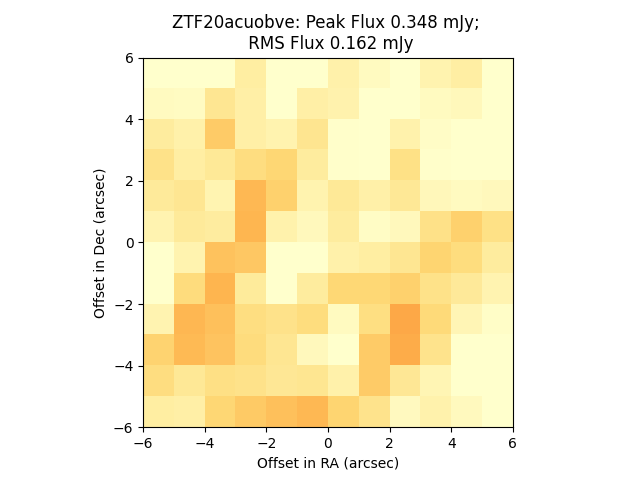 ZTF20acuobve: Peak Flux 0.348 mJy;
RMS Flux 0.162 mJy
6
4
2
0
−2
−4
−6
Offset in Dec (arcsec)
−6 −4 −2 0 2 4 6
Offset in RA (arcsec)